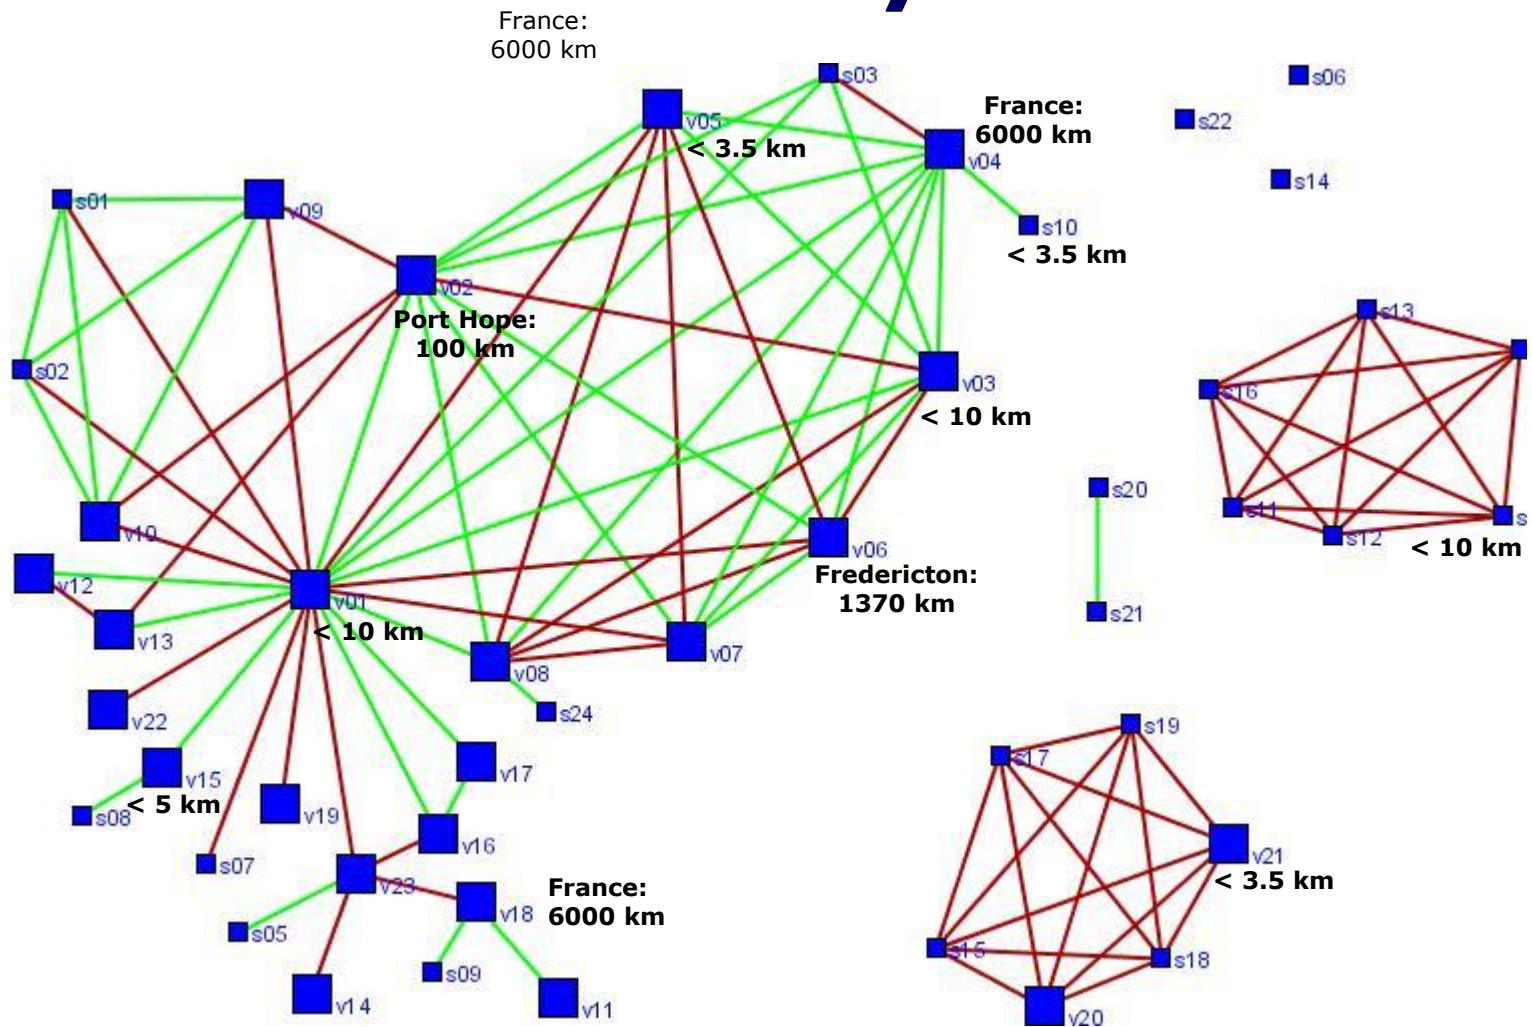 France:
6000 km
s03
s06
v05
France:
6000 km
s22
< 3.5 km
v04
s14
s01
v09
s10
< 3.5 km
v02
Port Hope:
100 km
s13
s02
v03
s16
< 10 km
s20
s11
s12
s
< 10 km
v10
v06
Fredericton:
1370 km
v12
v01
< 10 km
s21
v13
v07
v08
s24
v22
s19
s17
v17
v15
< 5 km
s08
v19
v16
v21
< 3.5 km
s07
v23
France:
6000 km
v18
s05
s15
s18
s09
v14
v11
v20